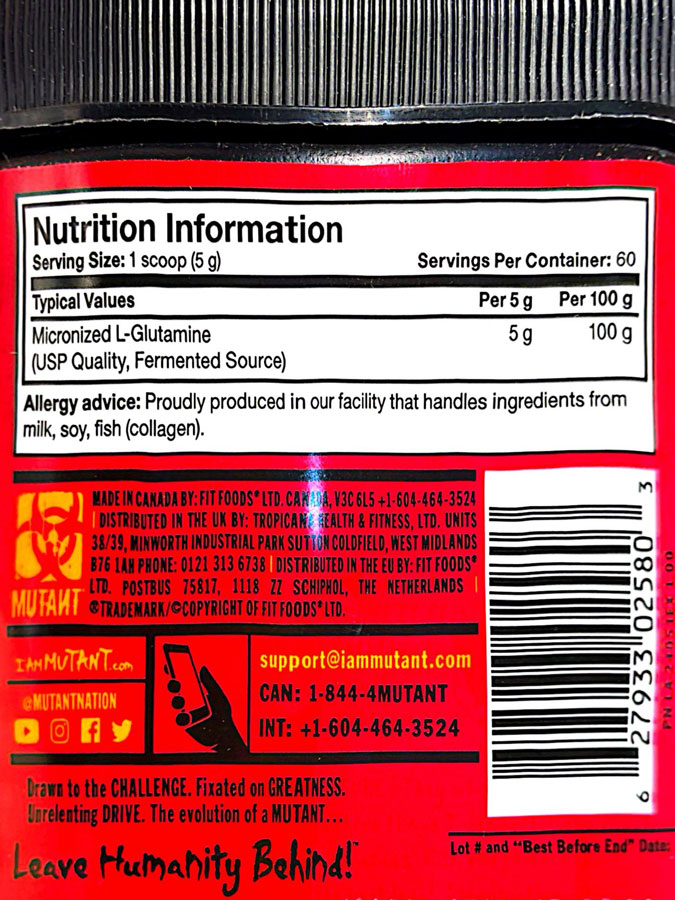 Nutrition Information
Serving Size: 1 scoop (5 g) Servings Per Container: 60
Typical Values Per 5 g Per 100 g
Micronized L-Glutamine 5 g 100 g
(USP Quality, Fermented Source)
Allergy advice: Proudly produced in our facility that handles ingredients from
milk, soy, fish (collagen).
MADE IN CANADA BY: FIT FOODS® LTD. CANADA, V3C 6L5 +1-604-464-3524
| DISTRIBUTED IN THE UK BY: TROPICANA HEALTH & FITNESS, LTD. UNITS
38/39, MINWORTH INDUSTRIAL PARK SUTTON COLDFIELD, WEST MIDLANDS
B76 1AH PHONE: 0121 313 6738 | DISTRIBUTED IN THE EU BY: FIT FOODS®
LTD. POSTBUS 75817, 1118 ZZ SCHIPHOL, THE NETHERLANDS |
®TRADEMARK/©COPYRIGHT OF FIT FOODS® LTD.
MUTANT
IAMMUTANT.com
@MUTANTNATION
support@iammutant.com
CAN: 1-844-4MUTANT
INT: +1-604-464-3524
Drawn to the CHALLENGE. Fixated on GREATNESS.
Unrelenting DRIVE. The evolution of a MUTANT...
Leave Humanity Behind!™
6 27933 02580 3
Lot # and "Best Before End" Date: